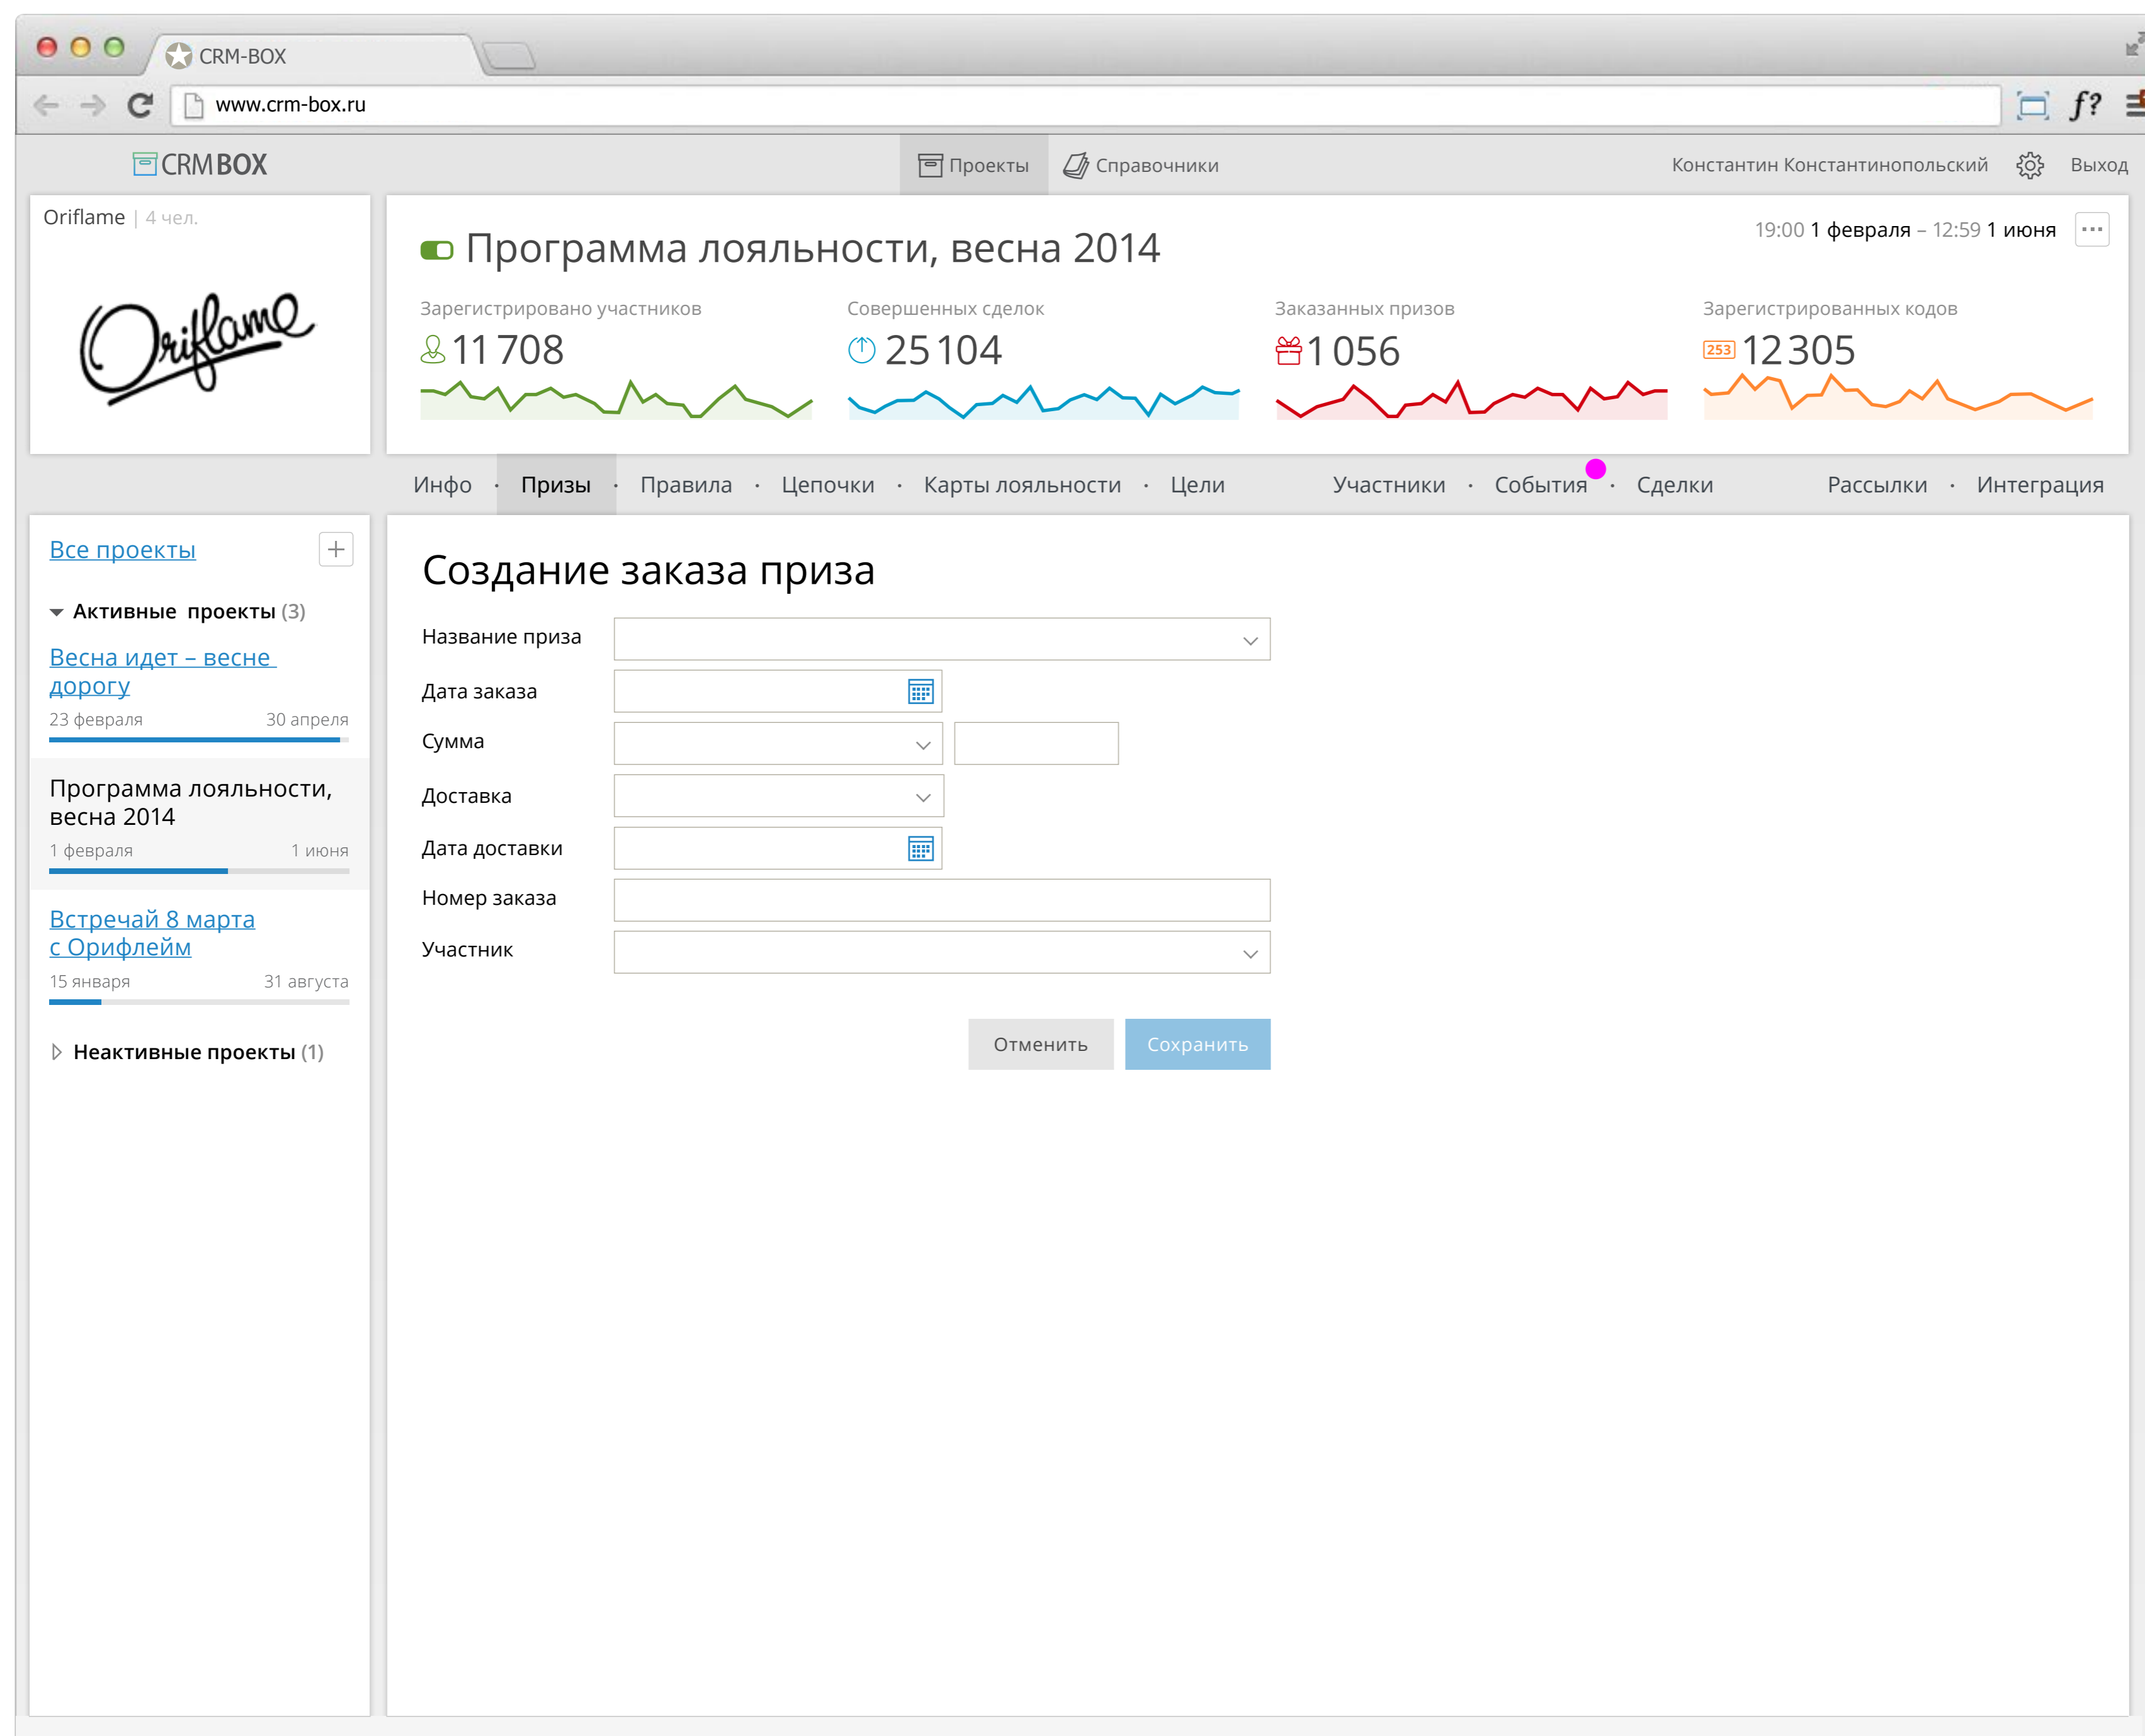 CRM-BOX
www.crm-box.ru
f?
CRMBOX
Проекты
Справочники
Константин Константинопольский
Выход
Oriflame | 4 чел.
Oriflame
Программа лояльности, весна 2014
19:00 1 февраля – 12:59 1 июня
Зарегистрировано участников
11 708
Совершенных сделок
25 104
Заказанных призов
1 056
Зарегистрированных кодов
253 12 305
Инфо · Призы · Правила · Цепочки · Карты лояльности · Цели Участники · События · Сделки Рассылки · Интеграция
Все проекты
Активные проекты (3)
Весна идет – весне
дорогу
23 февраля 30 апреля
Программа лояльности,
весна 2014
1 февраля 1 июня
Встречай 8 марта
с Орифлейм
15 января 31 августа
Неактивные проекты (1)
Создание заказа приза
Название приза
Дата заказа
Сумма
Доставка
Дата доставки
Номер заказа
Участник
Отменить
Сохранить